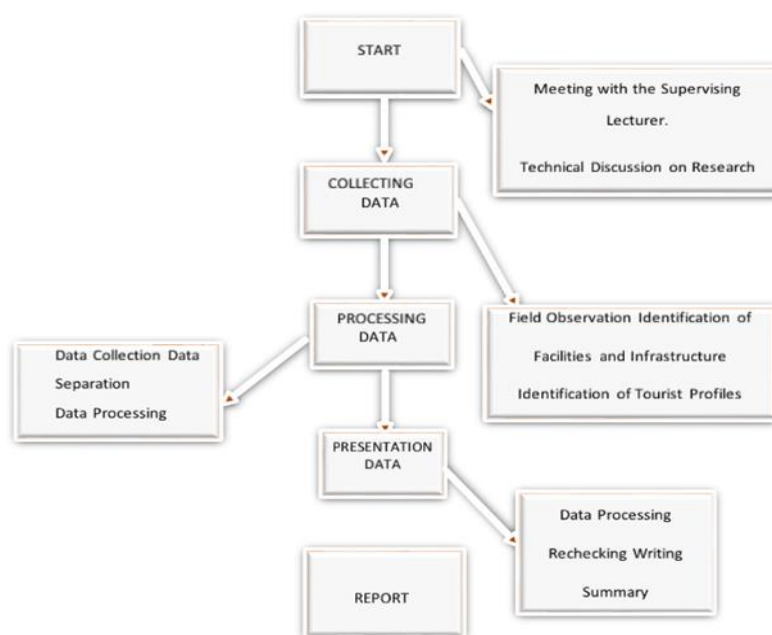 START
Meeting with the Supervising
Lecturer.
Technical Discussion on Research
COLLECTING
DATA
PROCESSING
DATA
Field Observation Identification of
Facilities and Infrastructure
Identification of Tourist Profiles
Data Collection Data
Separation
Data Processing
PRESENTATION
DATA
Data Processing
Rechecking Writing
Summary
REPORT